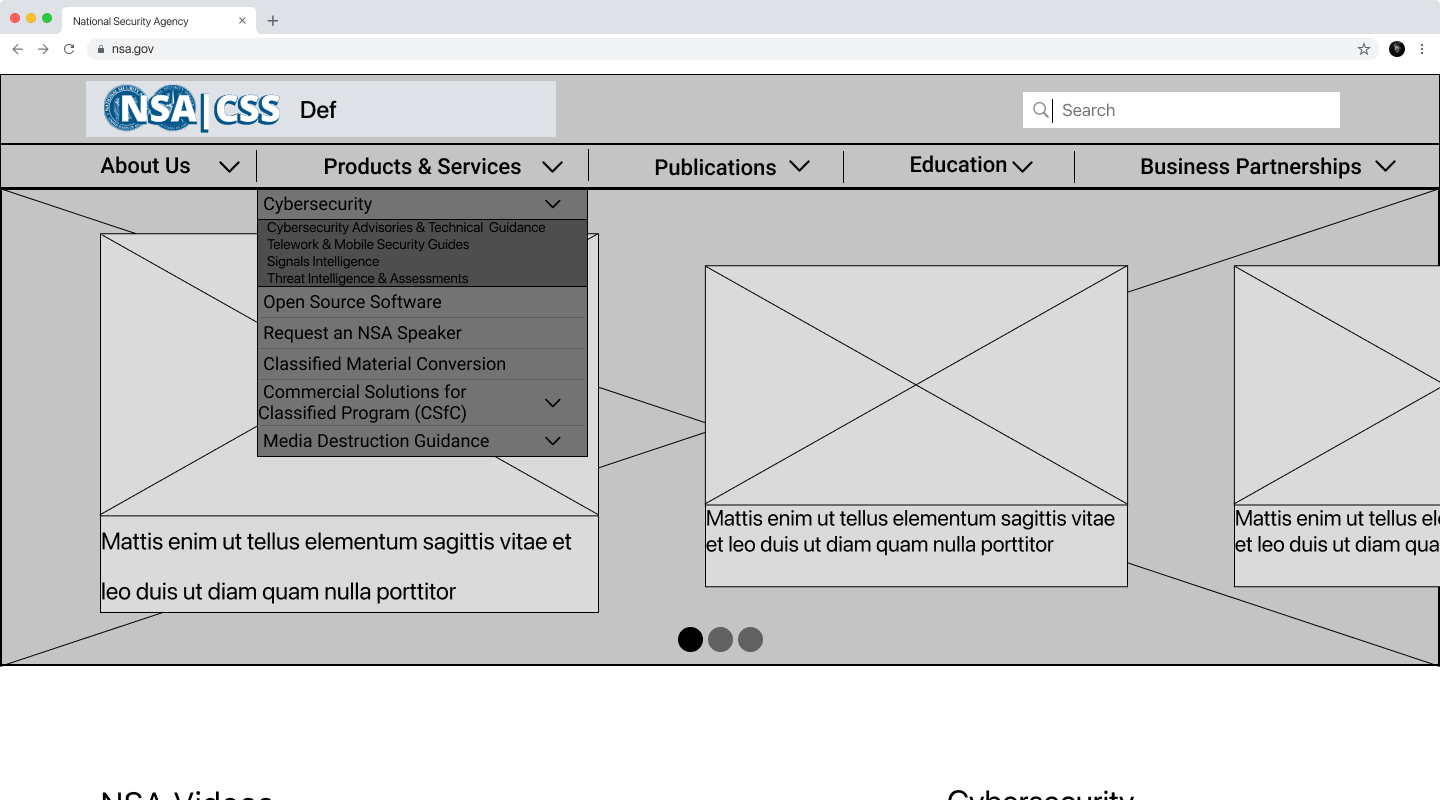 National Security Agency
nsa.gov
NSA|CSS Def
Search
About Us
Products & Services
Publications
Education
Business Partnerships
Cybersecurity
Cybersecurity Advisories & Technical Guidance
Telework & Mobile Security Guides
Signals Intelligence
Threat Intelligence & Assessments
Open Source Software
Request an NSA Speaker
Classified Material Conversion
Commercial Solutions for
Classified Program (CSfC)
Media Destruction Guidance
Mattis enim ut tellus elementum sagittis vitae et
leo duis ut diam quam nulla porttitor
Mattis enim ut tellus elementum sagittis vitae
et leo duis ut diam quam nulla porttitor
Mattis enim ut tellus
et leo duis ut diam
NSA Videos
Cybersecurity